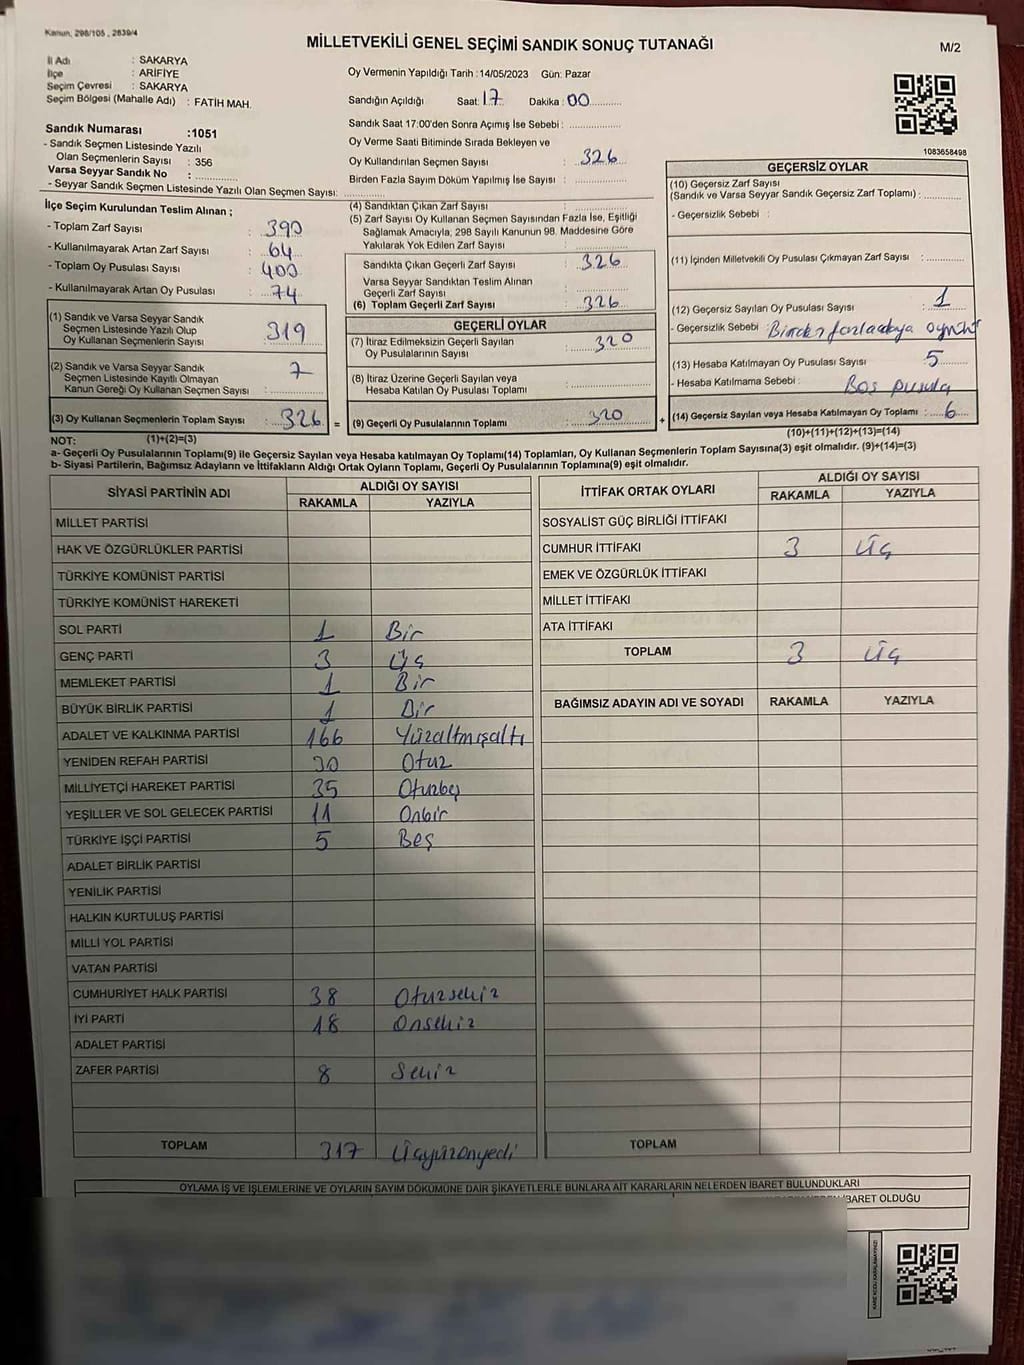 Kanun, 298/105 , 2839/4
MİLLETVEKİLİ GENEL SEÇİMİ SANDIK SONUÇ TUTANAĞI
M/2
İl Adı : SAKARYA
İlçe : ARİFİYE
Seçim Çevresi : SAKARYA
Seçim Bölgesi (Mahalle Adı) : FATİH MAH.
Sandık Numarası :1051
- Sandık Seçmen Listesinde Yazılı
Olan Seçmenlerin Sayısı : 356
Varsa Seyyar Sandık No :
- Seyyar Sandık Seçmen Listesinde Yazılı Olan Seçmen Sayısı:
Oy Vermenin Yapıldığı Tarih :14/05/2023 Gün: Pazar
Sandığın Açıldığı Saat: 17 Dakika: 00
Sandık Saat 17:00'den Sonra Açımış İse Sebebi :
Oy Verme Saati Bitiminde Sırada Bekleyen ve
Oy Kullandırılan Seçmen Sayısı : 326
Birden Fazla Sayım Döküm Yapılmış İse Sayısı :
1083658498
İlçe Seçim Kurulundan Teslim Alınan ;
- Toplam Zarf Sayısı : 390
- Kullanılmayarak Artan Zarf Sayısı : 64
- Toplam Oy Pusulası Sayısı : 400
- Kullanılmayarak Artan Oy Pusulası : 74
(1) Sandık ve Varsa Seyyar Sandık
Seçmen Listesinde Yazılı Olup
Oy Kullanan Seçmenlerin Sayısı : 319
(2) Sandık ve Varsa Seyyar Sandık
Seçmen Listesinde Kayıtlı Olmayan
Kanun Gereği Oy Kullanan Seçmen Sayısı : 7
(3) Oy Kullanan Seçmenlerin Toplam Sayısı : 326 =
(4) Sandıktan Çıkan Zarf Sayısı :
(5) Zarf Sayısı Oy Kullanan Seçmen Sayısından Fazla İse, Eşitliği
Sağlamak Amacıyla, 298 Sayılı Kanunun 98. Maddesine Göre
Yakılarak Yok Edilen Zarf Sayısı :
Sandıkta Çıkan Geçerli Zarf Sayısı : 326
Varsa Seyyar Sandıktan Teslim Alınan
Geçerli Zarf Sayısı :
(6) Toplam Geçerli Zarf Sayısı : 326
GEÇERLİ OYLAR
(7) İtiraz Edilmeksizin Geçerli Sayılan
Oy Pusulalarının Sayısı : 320
(8) İtiraz Üzerine Geçerli Sayılan veya
Hesaba Katılan Oy Pusulası Toplamı :
(9) Geçerli Oy Pusulalarının Toplamı : 320 +
GEÇERSİZ OYLAR
(10) Geçersiz Zarf Sayısı
(Sandık ve Varsa Seyyar Sandık Geçersiz Zarf Toplamı) :
- Geçersizlik Sebebi :
(11) İçinden Milletvekili Oy Pusulası Çıkmayan Zarf Sayısı :
(12) Geçersiz Sayılan Oy Pusulası Sayısı : 1
- Geçersizlik Sebebi :
(13) Hesaba Katılmayan Oy Pusulası Sayısı : 5
- Hesaba Katılmama Sebebi : Boş pusula
(14) Geçersiz Sayılan veya Hesaba Katılmayan Oy Toplamı : 6
(10)+(11)+(12)+(13)=(14)
NOT: (1)+(2)=(3)
a- Geçerli Oy Pusulasının Toplamı(9) ile Geçersiz Sayılan veya Hesaba katılmayan Oy Toplamı(14) Toplamları, Oy Kullanan Seçmenlerin Toplam Sayısına(3) eşit olmalıdır. (9)+(14)=(3)
b- Siyasi Partilerin, Bağımsız Adayların ve İttifakların Aldığı Ortak Oyların Toplamı, Geçerli Oy Pusulalarının Toplamına(9) eşit olmalıdır.
SİYASİ PARTİNİN ADI ALDIĞI OY SAYISI
RAKAMLA YAZIYLA
MİLLET PARTİSİ
HAK VE ÖZGÜRLÜKLER PARTİSİ
TÜRKİYE KOMÜNİST PARTİSİ
TÜRKİYE KOMÜNİST HAREKETİ
SOL PARTİ 1 Bir
GENÇ PARTİ 3 Üç
MEMLEKET PARTİSİ 1 Bir
BÜYÜK BİRLİK PARTİSİ 1 Bir
ADALET VE KALKINMA PARTİSİ 166 Yüzaltmışaltı
YENİDEN REFAH PARTİSİ 30 Otuz
MİLLİYETÇİ HAREKET PARTİSİ 35 Otuzbeş
YEŞİLLER VE SOL GELECEK PARTİSİ 11 Onbir
TÜRKİYE İŞÇİ PARTİSİ 5 Beş
ADALET BİRLİK PARTİSİ
YENİLİK PARTİSİ
HALKIN KURTULUŞ PARTİSİ
MİLLİ YOL PARTİSİ
VATAN PARTİSİ
CUMHURİYET HALK PARTİSİ 38 Otuzsekiz
İYİ PARTİ 18 Onsekiz
ADALET PARTİSİ
ZAFER PARTİSİ 8 Sekiz
TOPLAM 317 Üçyüzonyedi
İTTİFAK ORTAK OYLARI ALDIĞI OY SAYISI
RAKAMLA YAZIYLA
SOSYALİST GÜÇ BİRLİĞİ İTTİFAKI
CUMHUR İTTİFAKI 3 Üç
EMEK VE ÖZGÜRLÜK İTTİFAKI
MİLLET İTTİFAKI
ATA İTTİFAKI
TOPLAM 3 Üç
BAĞIMSIZ ADAYIN ADI VE SOYADI RAKAMLA YAZIYLA
TOPLAM
OYLAMA İŞ VE İŞLEMLERİNE VE OYLARIN SAYIM DÖKÜMÜNE DAİR ŞİKAYETLERLE BUNLARA AİT KARARLARIN NELERDEN İBARET BULUNDUKLARI
İBARET OLDUĞU